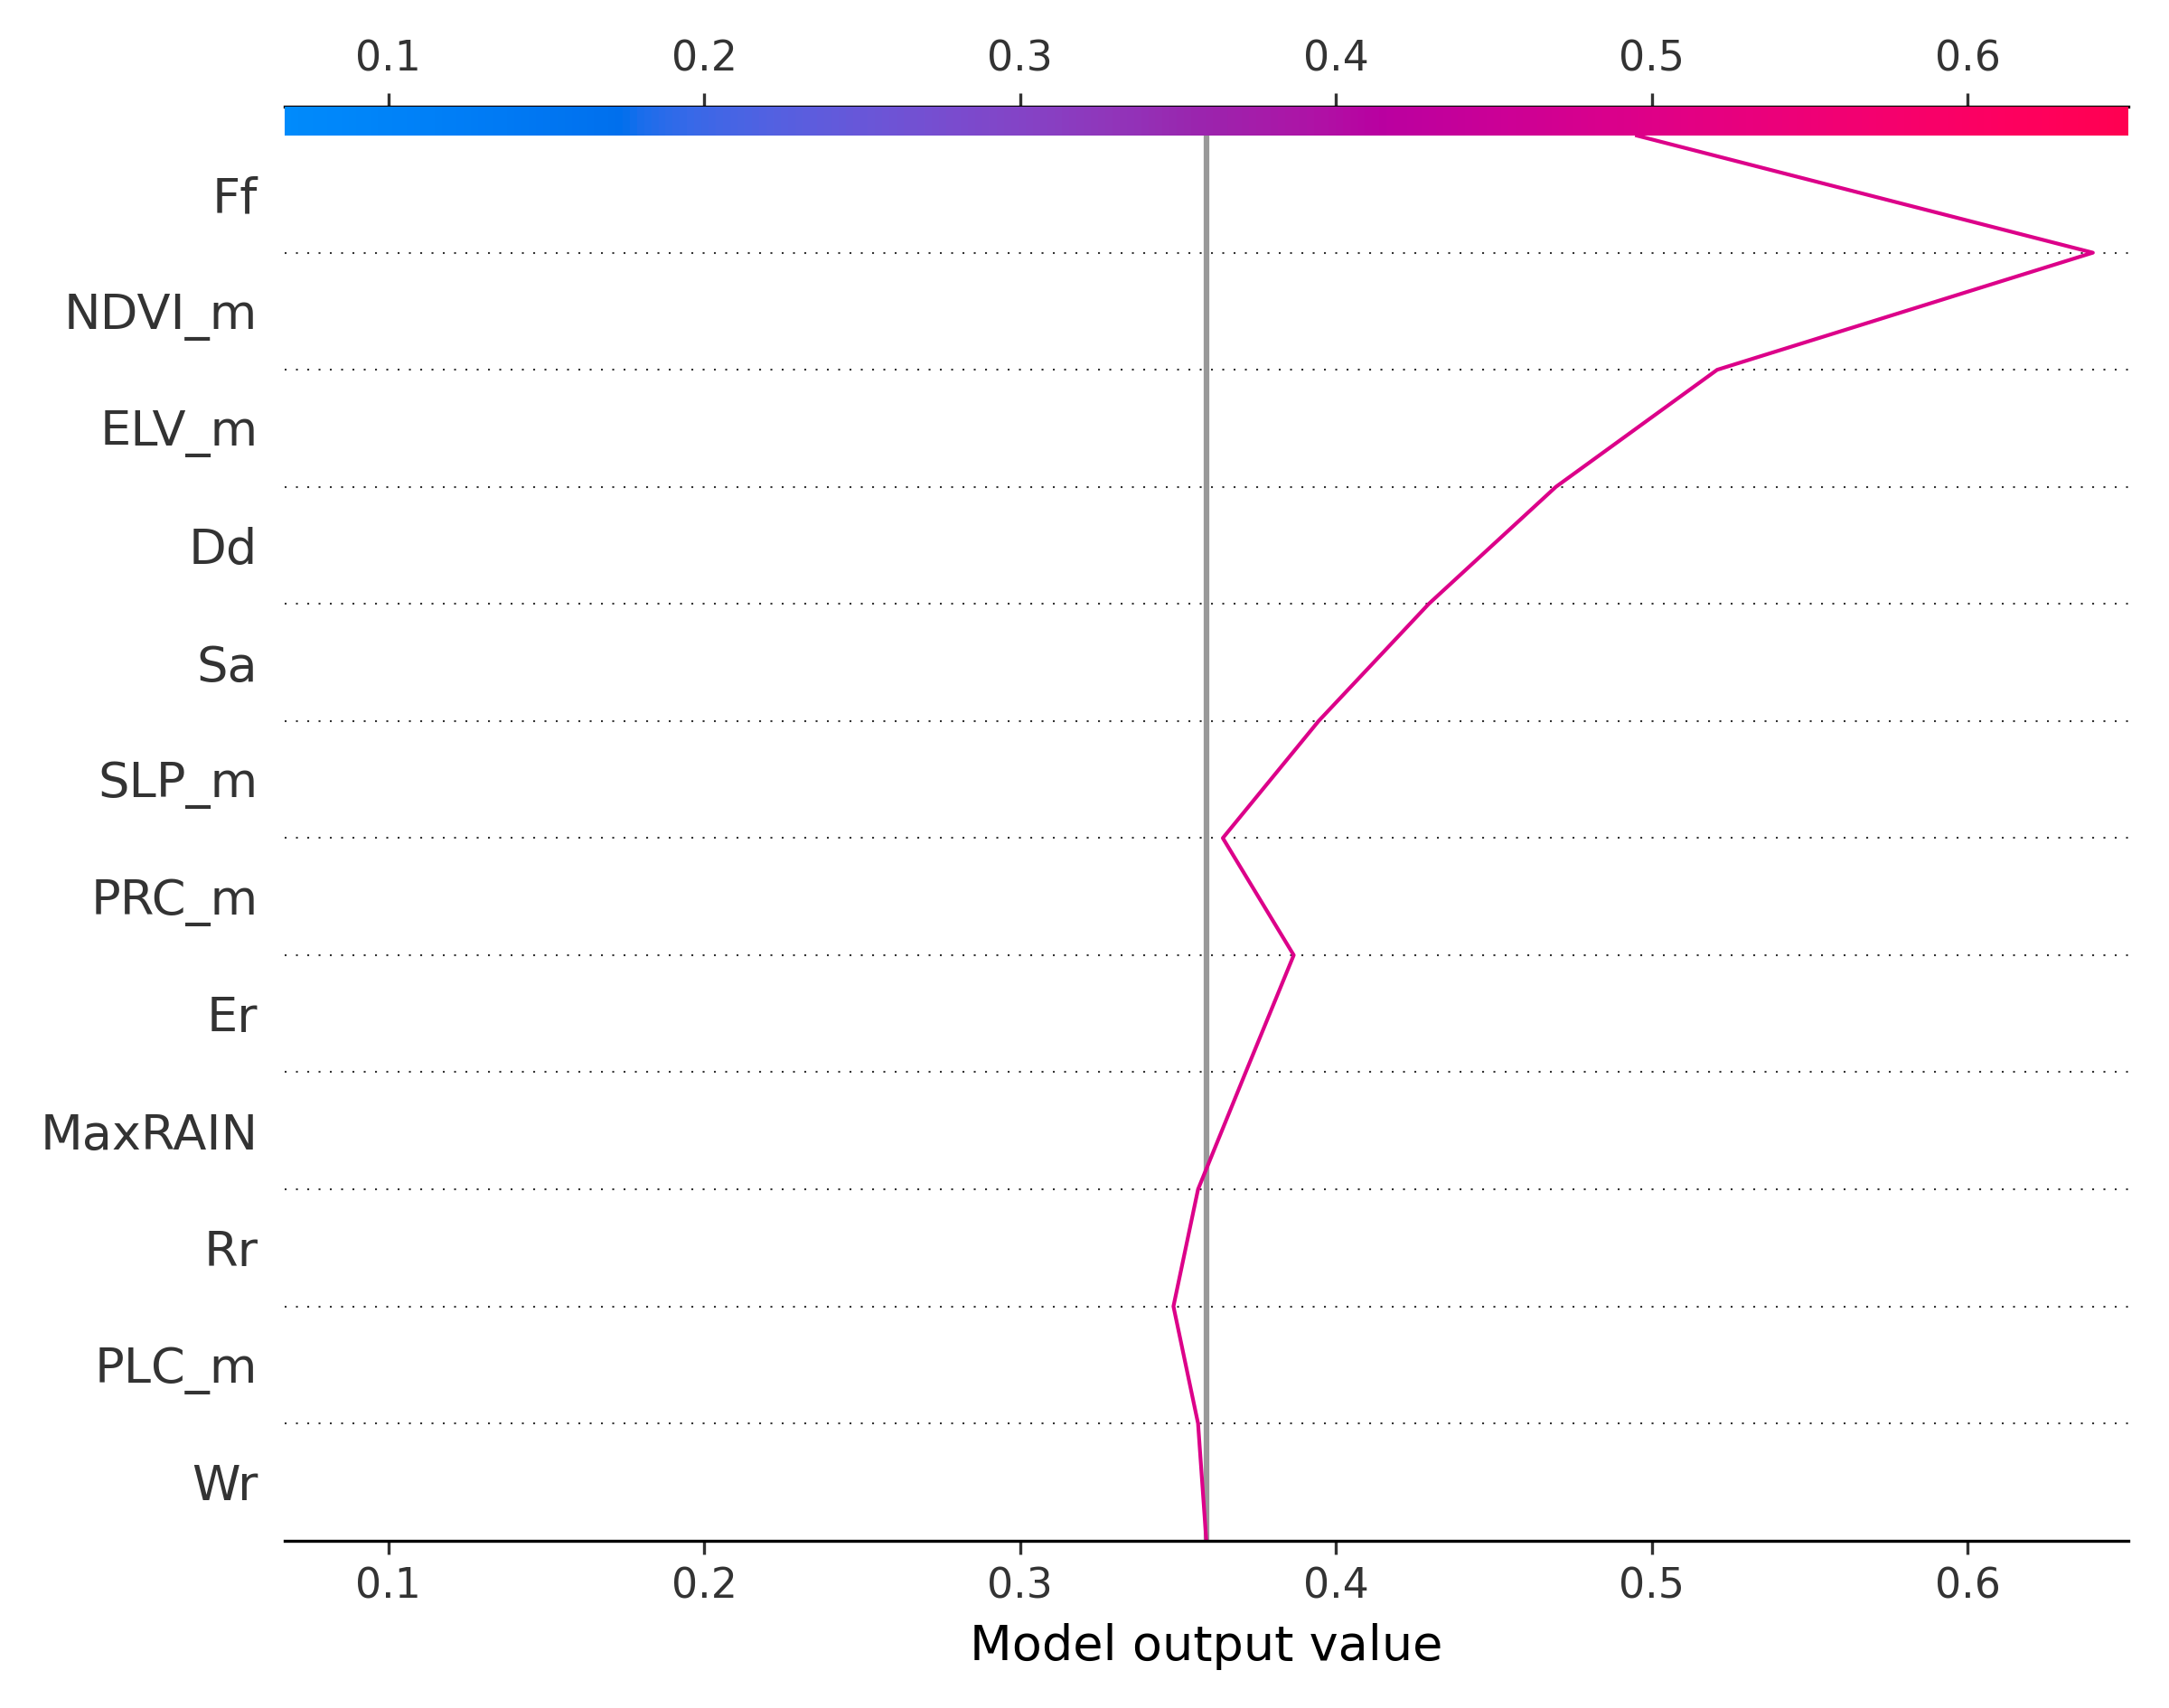 0.1 0.2 0.3 0.4 0.5 0.6
Ff
NDVI_m
ELV_m
Dd
Sa
SLP_m
PRC_m
Er
MaxRAIN
Rr
PLC_m
Wr
0.1 0.2 0.3 0.4 0.5 0.6
Model output value